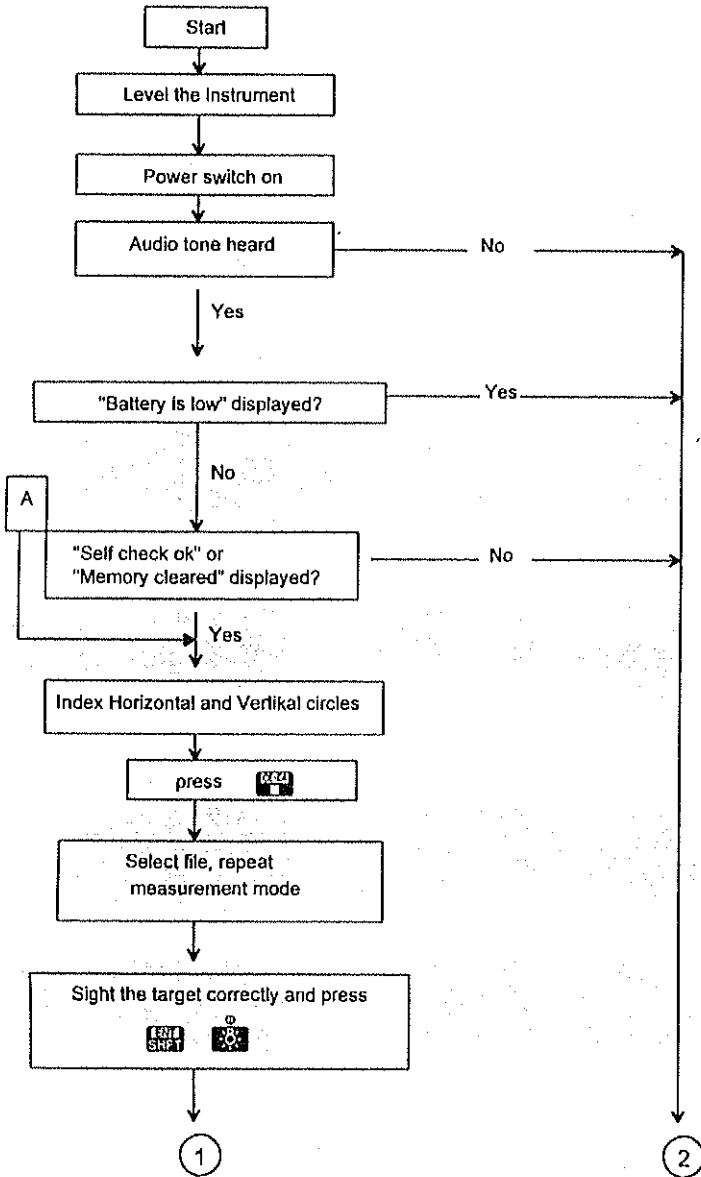 Start
Level the Instrument
Power switch on
Audio tone heard
No
Yes
"Battery is low" displayed?
Yes
No
A
"Self check ok" or
"Memory cleared" displayed?
No
Yes
Index Horizontal and Vertikal circles
press
Select file, repeat
measurement mode
Sight the target correctly and press
SHFT
1
2